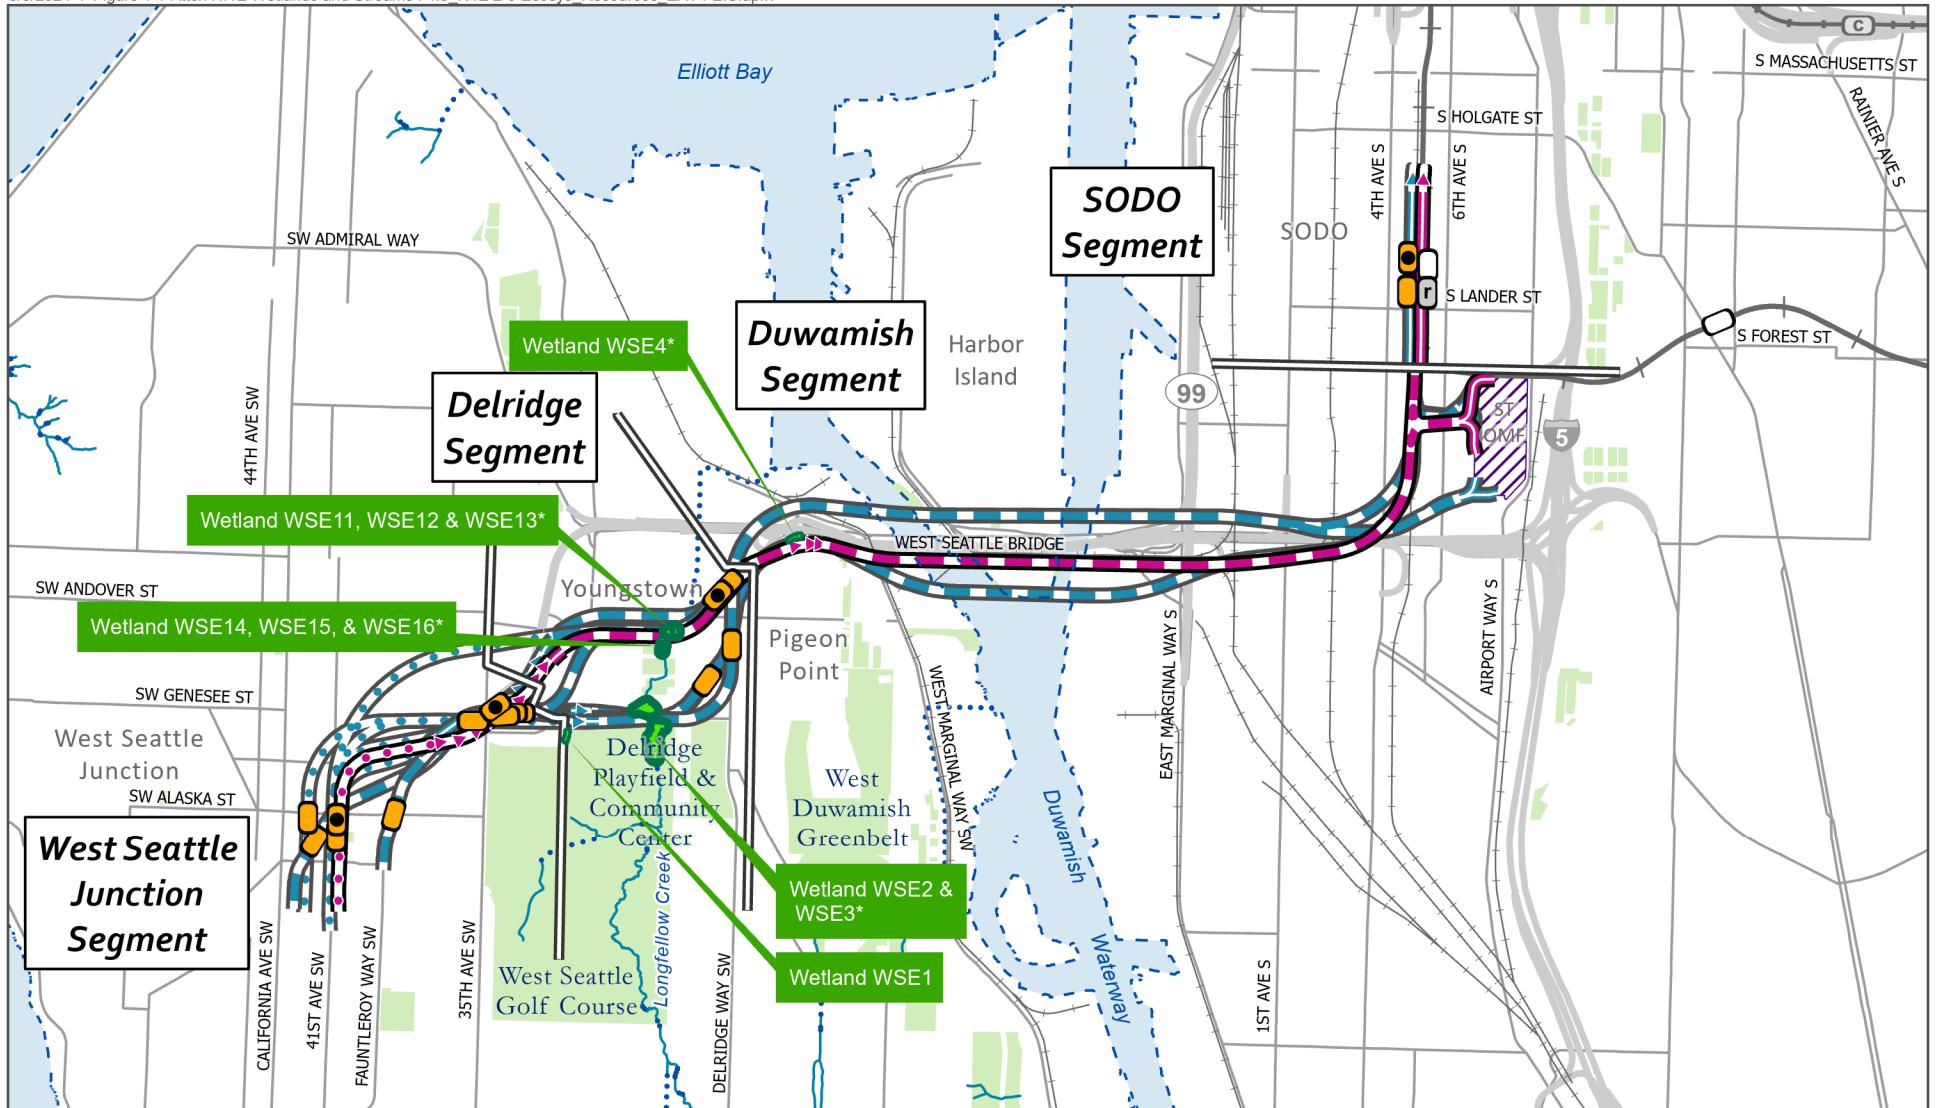 C
S MASSACHUSETTS ST
Elliott Bay
RAINIER AVE S
S HOLGATE ST
4TH AVE S
6TH AVE S
SODO
Segment
SODO
SW ADMIRAL WAY
r
S LANDER ST
S FOREST ST
Wetland WSE4*
Duwamish
Segment
Harbor
Island
99
Delridge
Segment
44TH AVE SW
ST
OMF
5
Wetland WSE11, WSE12 & WSE13*
WEST SEATTLE BRIDGE
SW ANDOVER ST
Youngstown
Wetland WSE14, WSE15, & WSE16*
Pigeon
Point
AIRPORT WAY S
EAST MARGINAL WAY S
WEST MARGINAL WAY SW
SW GENESEE ST
West Seattle
Junction
Delridge
Playfield &
Community
Center
West
Duwamish
Greenbelt
SW ALASKA ST
Duwamish
Waterway
West Seattle
Junction
Segment
Longfellow Creek
Wetland WSE2 &
WSE3*
Wetland WSE1
West Seattle
Golf Course
CALIFORNIA AVE SW
41ST AVE SW
FAUNTLEROY WAY SW
35TH AVE SW
DELRIDGE WAY SW
1ST AVE S